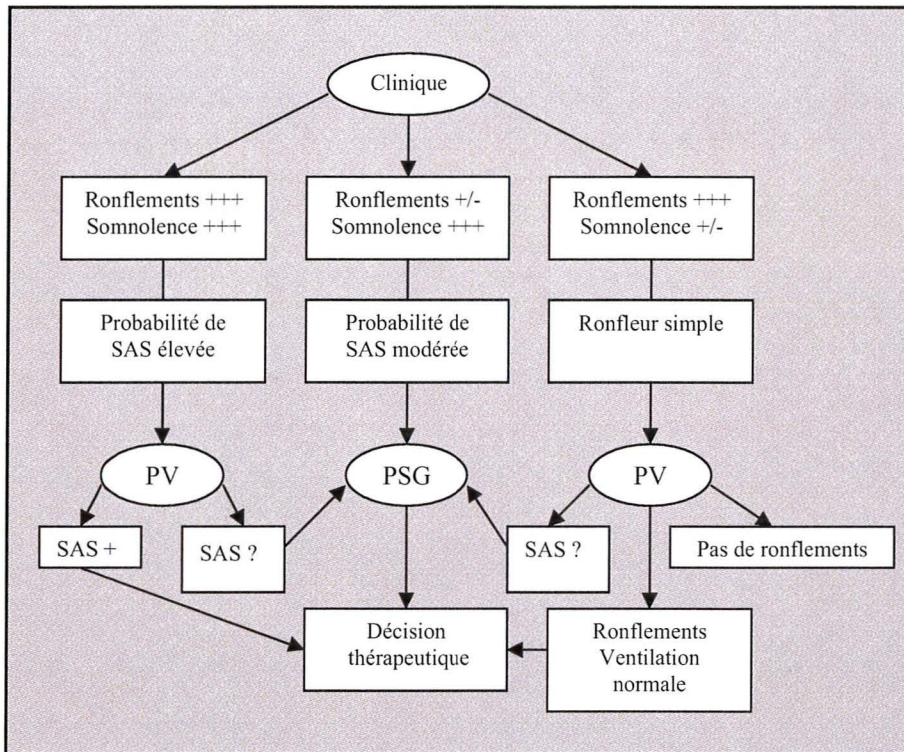 Clinique
Ronflements +++
Somnolence +++
Ronflements +/-
Somnolence +++
Ronflements +++
Somnolence +/-
Probabilité de
SAS élevée
Probabilité de
SAS modérée
Ronfleur simple
PV
PSG
PV
SAS +
SAS ?
SAS ?
Pas de ronflements
Décision
thérapeutique
Ronflements
Ventilation
normale